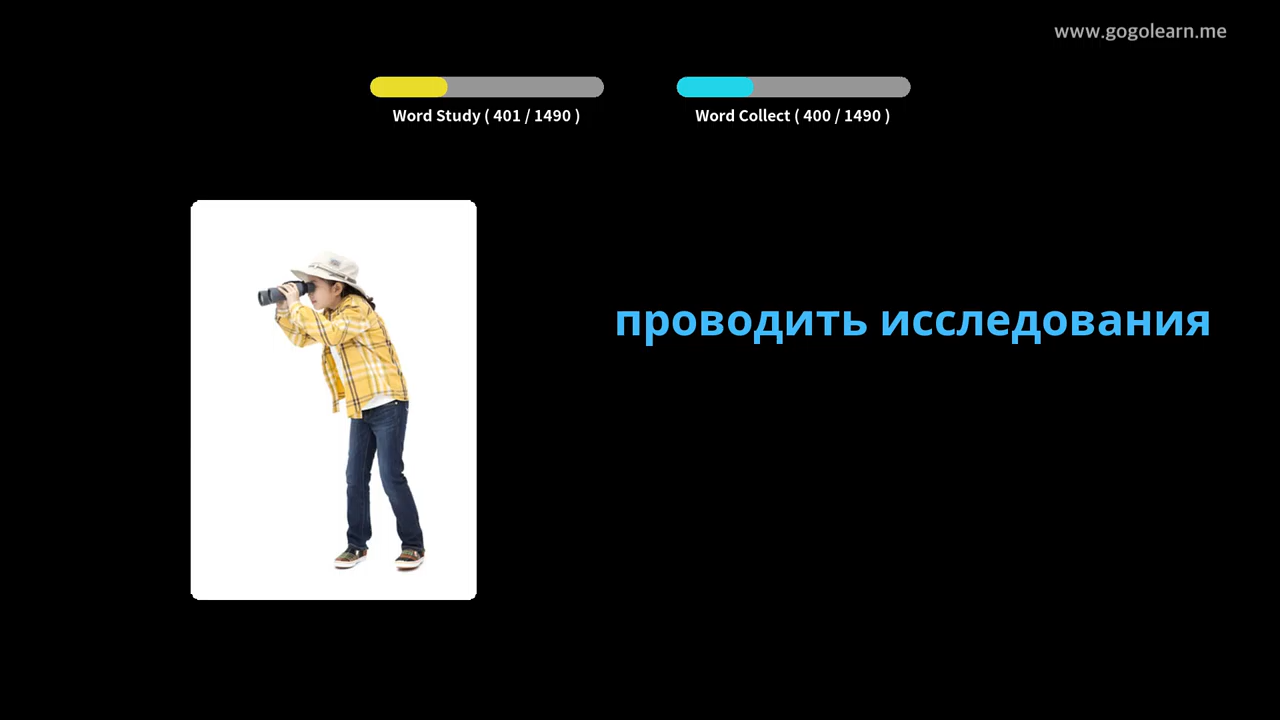 www.gogolearn.me
Word Study ( 401 / 1490 )
Word Collect ( 400 / 1490 )
проводить исследования